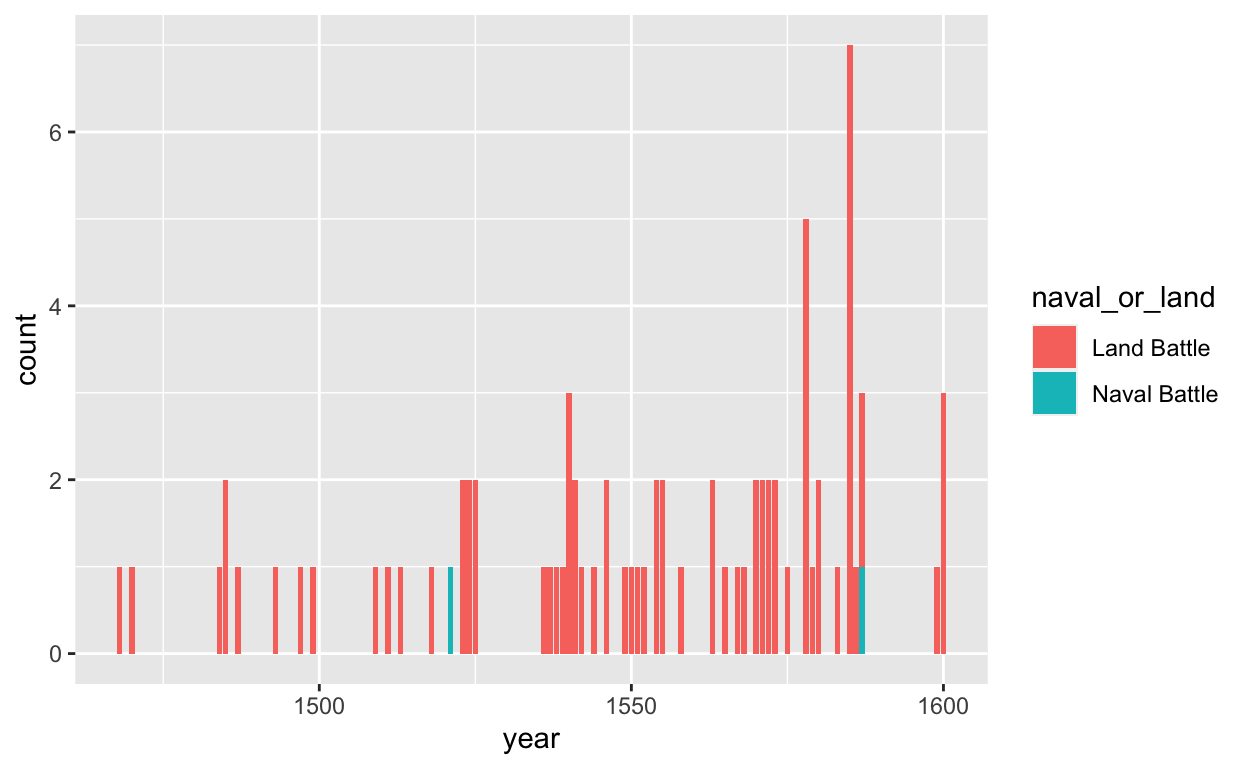 6
4
2
0
count
1500
1550
1600
year
naval_or_land
Land Battle
Naval Battle